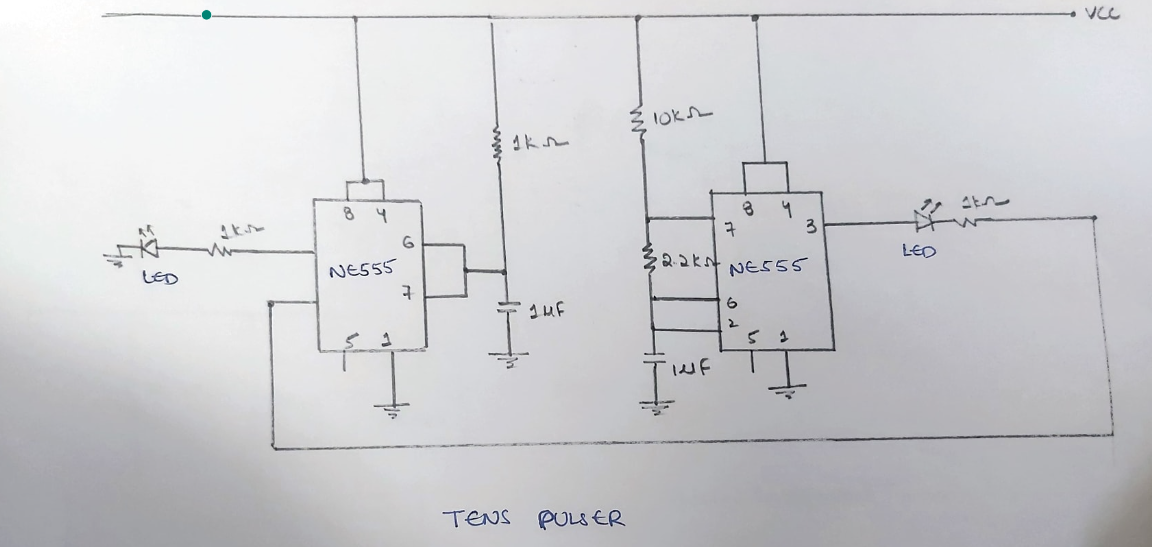 VCC
10kΩ
1kΩ
8 4
8 4
1kΩ
1kΩ
6
7
3
LED
NE555
2.2kΩ
NE555
LED
7
1µF
6
2
5 1
5 1
1µF
TENS PULSER